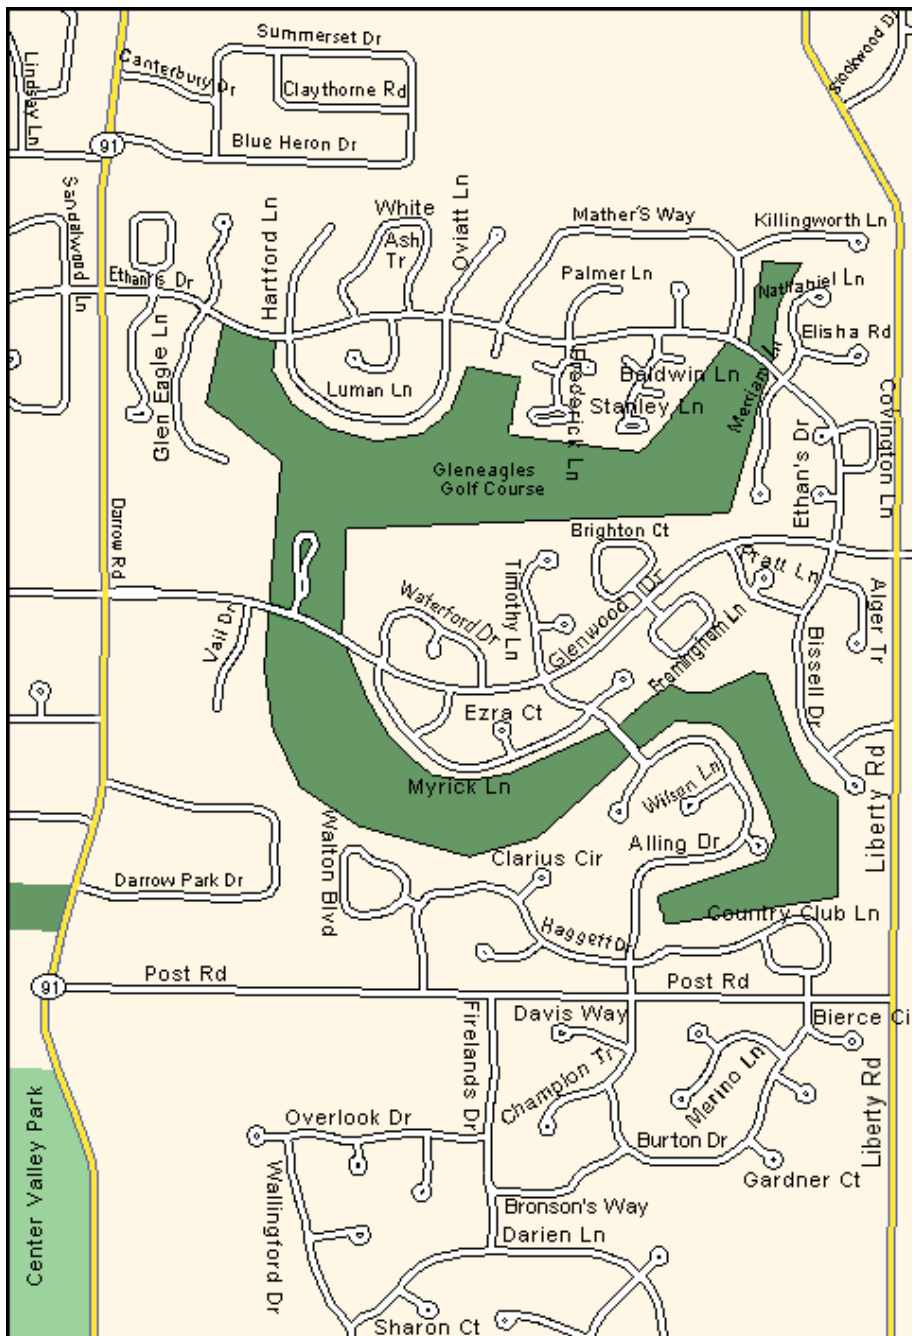 Summerset Dr
Stockwood Dr
Lindsay Ln
Canterbury Dr
Claythorne Rd
91
Blue Heron Dr
Sandalwood Ln
Hartford Ln
White
Ash
Tr
Oviatt Ln
Mather'S Way
Killingworth Ln
Ethan's Dr
Palmer Ln
Nathaniel Ln
Elisha Rd
Glen Eagle Ln
Luman Ln
Frederick Ln
Baldwin Ln
Stanley Ln
Merriam Ln
Covington Ln
Ethan's Dr
Gleneagles
Golf Course
Darrow Rd
Brighton Ct
Timothy Ln
Pratt Ln
Waterford Dr
Glenwood Dr
Framingham Ln
Alger Tr
Vail Dr
Bissell Dr
Ezra Ct
Myrick Ln
Wilson Ln
Liberty Rd
Alling Dr
Walton Blvd
Clarius Cir
Darrow Park Dr
Country Club Ln
Haggett Dr
Post Rd
Post Rd
91
Firelands Dr
Davis Way
Bierce Ci
Champion Tr
Merino Ln
Liberty Rd
Center Valley Park
Overlook Dr
Burton Dr
Gardner Ct
Wallingford Dr
Bronson's Way
Darien Ln
Sharon Ct